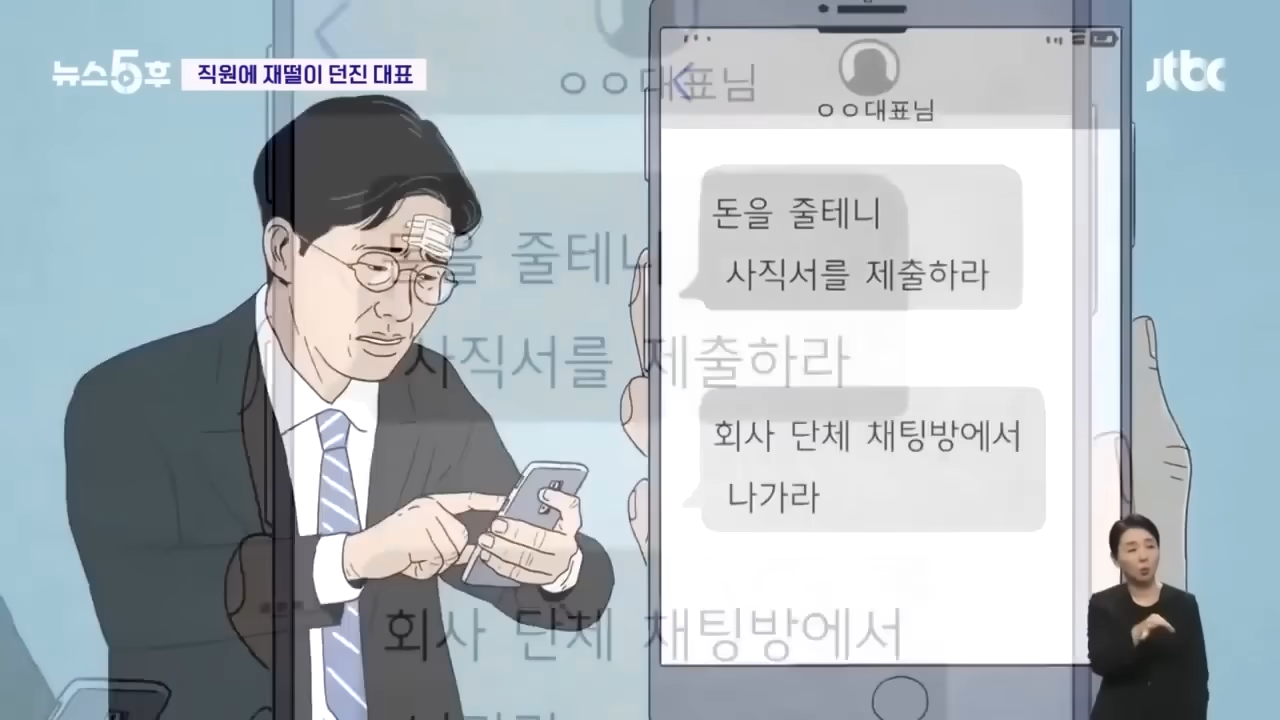 뉴스5후
직원에 재떨이 던진 대표
jtbc
ㅇㅇ대표님
ㅇㅇ대표님
돈을 줄테니
사직서를 제출하라
회사 단체 채팅방에서
나가라
돈을 줄테니
사직서를 제출하라
회사 단체 채팅방에서